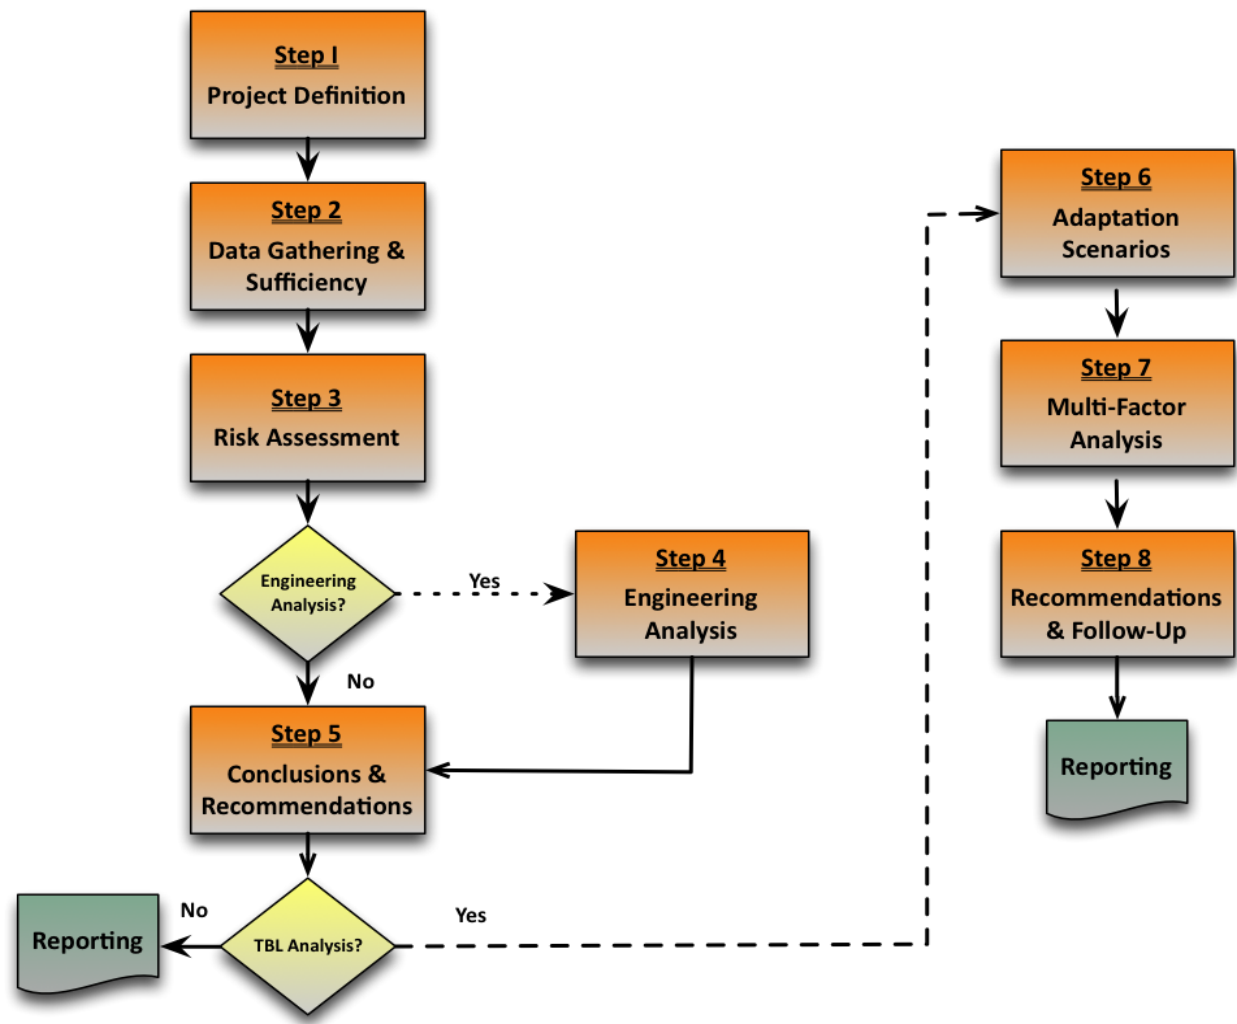 Step I
Project Definition
Step 2
Data Gathering &
Sufficiency
Step 3
Risk Assessment
Engineering
Analysis?
Yes
Step 4
Engineering
Analysis
No
Step 5
Conclusions &
Recommendations
TBL Analysis?
No
Reporting
Yes
Step 6
Adaptation
Scenarios
Step 7
Multi-Factor
Analysis
Step 8
Recommendations
& Follow-Up
Reporting